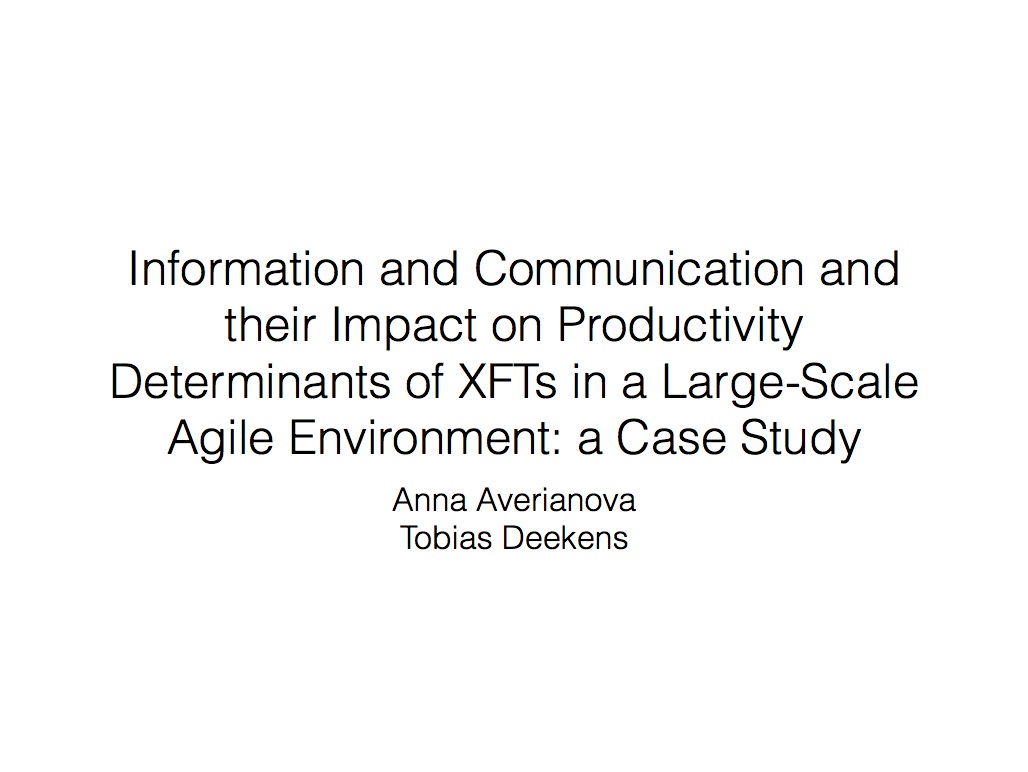 Information and Communication and
their Impact on Productivity
Determinants of XFTs in a Large-Scale
Agile Environment: a Case Study
Anna Averianova
Tobias Deekens